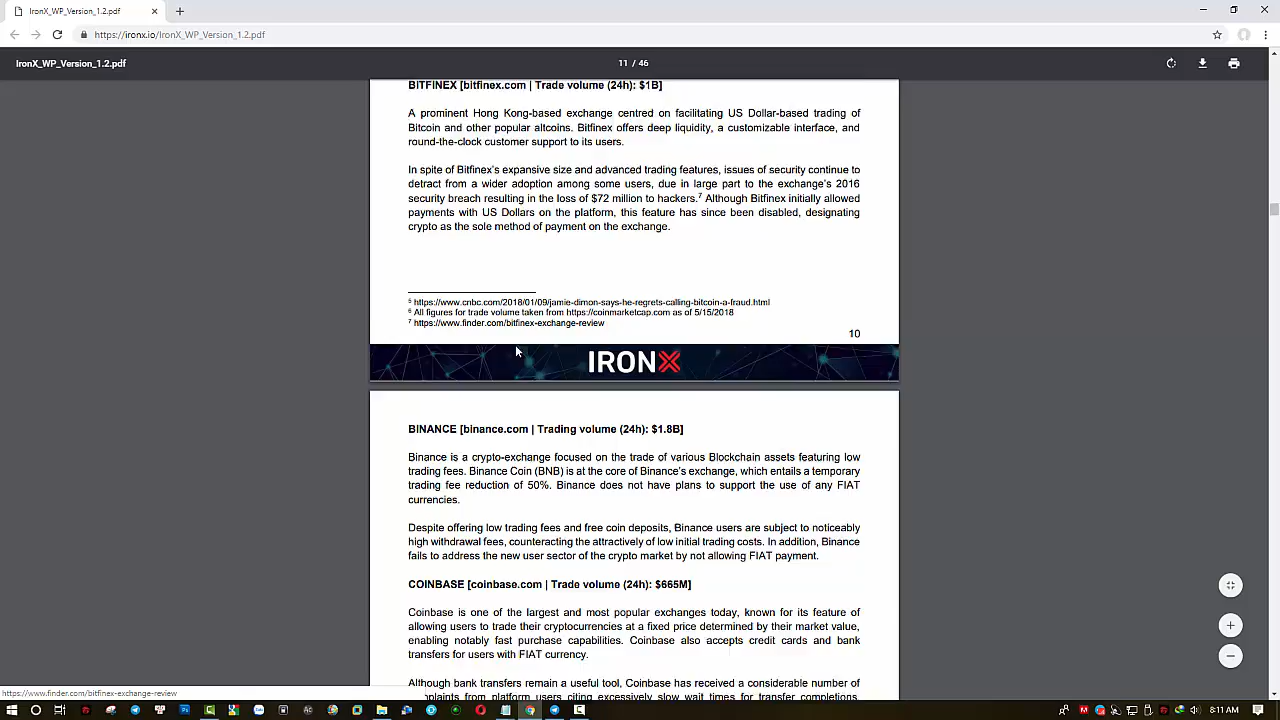 IronX_WP_Version_1.2.pdf
https://ironx.io/IronX_WP_Version_1.2.pdf
IronX_WP_Version_1.2.pdf
11 / 46
BITFINEX [bitfinex.com | Trade volume (24h): $1B]
A prominent Hong Kong-based exchange centred on facilitating US Dollar-based trading of
Bitcoin and other popular altcoins. Bitfinex offers deep liquidity, a customizable interface, and
round-the-clock customer support to its users.
In spite of Bitfinex's expansive size and advanced trading features, issues of security continue to
detract from a wider adoption among some users, due in large part to the exchange's 2016
security breach resulting in the loss of $72 million to hackers.7 Although Bitfinex initially allowed
payments with US Dollars on the platform, this feature has since been disabled, designating
crypto as the sole method of payment on the exchange.
5 https://www.cnbc.com/2018/01/09/jamie-dimon-says-he-regrets-calling-bitcoin-a-fraud.html
6 All figures for trade volume taken from https://coinmarketcap.com as of 5/15/2018
7 https://www.finder.com/bitfinex-exchange-review
10
IRONX
BINANCE [binance.com | Trading volume (24h): $1.8B]
Binance is a crypto-exchange focused on the trade of various Blockchain assets featuring low
trading fees. Binance Coin (BNB) is at the core of Binance's exchange, which entails a temporary
trading fee reduction of 50%. Binance does not have plans to support the use of any FIAT
currencies.
Despite offering low trading fees and free coin deposits, Binance users are subject to noticeably
high withdrawal fees, counteracting the attractively of low initial trading costs. In addition, Binance
fails to address the new user sector of the crypto market by not allowing FIAT payment.
COINBASE [coinbase.com | Trade volume (24h): $665M]
Coinbase is one of the largest and most popular exchanges today, known for its feature of
allowing users to trade their cryptocurrencies at a fixed price determined by their market value,
enabling notably fast purchase capabilities. Coinbase also accepts credit cards and bank
transfers for users with FIAT currency.
Although bank transfers remain a useful tool, Coinbase has received a considerable number of
plaints from platform users citing excessively slow wait times for transfer completions.
https://www.finder.com/bitfinex-exchange-review
8:11 AM